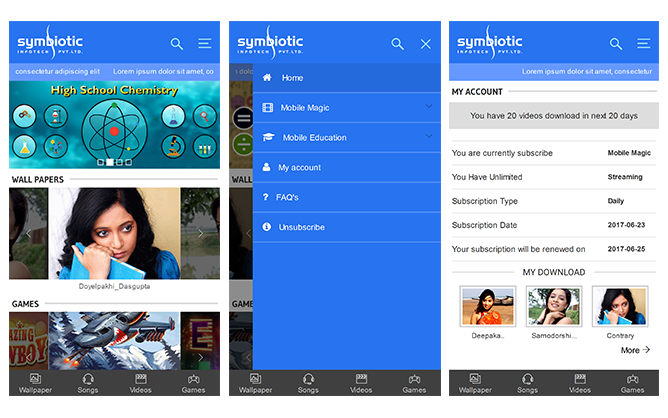 symbiotic
INFOTECH PVT.LTD.
consectetur adipiscing elit Lorem ipsum dolor sit amet, co
High School Chemistry
WALL PAPERS
Doyelpakhi_Dasgupta
GAMES
Wallpaper Songs Videos Games
symbiotic
INFOTECH PVT.LTD.
Home
Mobile Magic
Mobile Education
My account
? FAQ's
Unsubscribe
WALL
GAME
Wallpaper Songs Videos Games
symbiotic
INFOTECH PVT.LTD.
Lorem ipsum dolor sit amet, consectetur
MY ACCOUNT
You have 20 videos download in next 20 days
You are currently subscribe Mobile Magic
You Have Unlimited Streaming
Subscription Type Daily
Subscription Date 2017-06-23
Your subscription will be renewed on 2017-06-25
MY DOWNLOAD
Deepaka.. Samodorshi... Contrary
More
Wallpaper Songs Videos Games